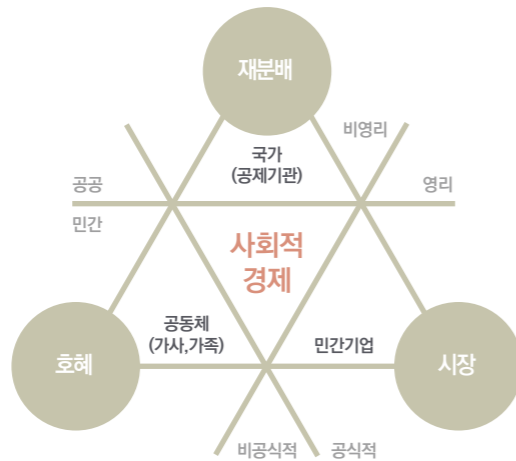 재분배
비영리
국가
(공제기관)
공공
영리
민간
사회적
경제
공동체
(가사,가족)
민간기업
호혜
시장
비공식적
공식적